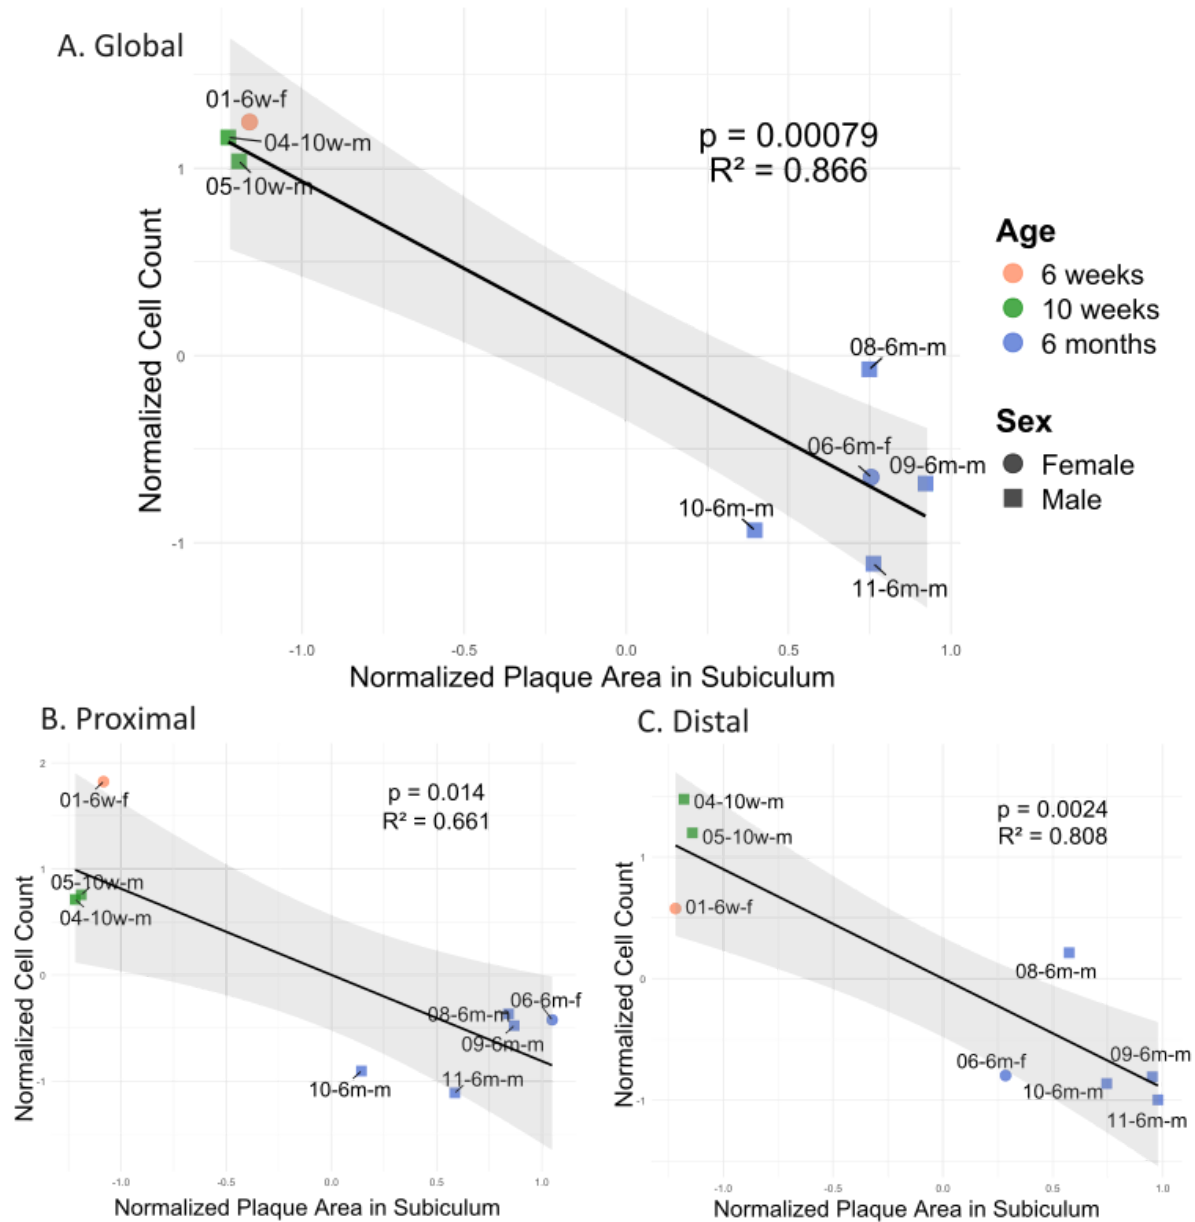 A. Global
01-6w-f
04-10w-m
05-10w-m
p = 0.00079
R² = 0.866
08-6m-m
06-6m-f
09-6m-m
10-6m-m
11-6m-m
1
0
-1
Normalized Cell Count
-1.0 -0.5 0.0 0.5 1.0
Normalized Plaque Area in Subiculum
Age
6 weeks
10 weeks
6 months
Sex
Female
Male
B. Proximal
2
1
0
-1
Normalized Cell Count
01-6w-f
p = 0.014
R² = 0.661
05-10w-m
04-10w-m
08-6m-m
06-6m-f
09-6m-m
10-6m-m
11-6m-m
-1.0 -0.5 0.0 0.5 1.0
Normalized Plaque Area in Subiculum
C. Distal
1
0
-1
Normalized Cell Count
04-10w-m
05-10w-m
p = 0.0024
R² = 0.808
01-6w-f
08-6m-m
06-6m-f
09-6m-m
10-6m-m
11-6m-m
-1.0 -0.5 0.0 0.5 1.0
Normalized Plaque Area in Subiculum